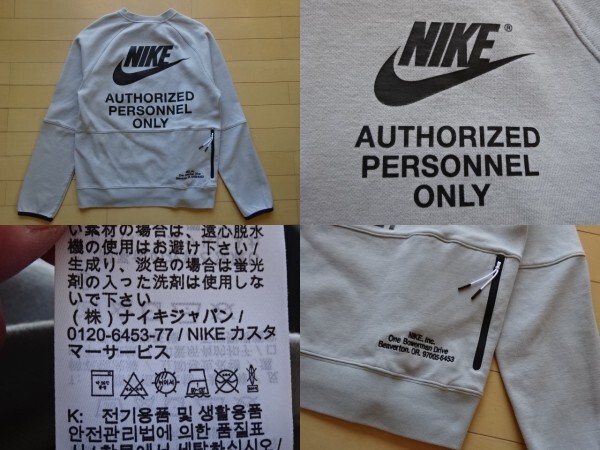 NIKE
AUTHORIZED
PERSONNEL
ONLY
NIKE ®
AUTHORIZED
PERSONNEL
ONLY
い素材の場合は、遠心脱水
機の使用はお避け下さい/
生成り、淡色の場合は蛍光
剤の入った洗剤は使用しな
いで下さい
(株)ナイキジャパン/
0120-6453-77/NIKE カスタ
マーサービス
K: 전기용품 및 생활용품
안전관리법에 의한 품질표
NIKE, Inc.
One Bowerman Drive
Beaverton, OR. 97005-6453